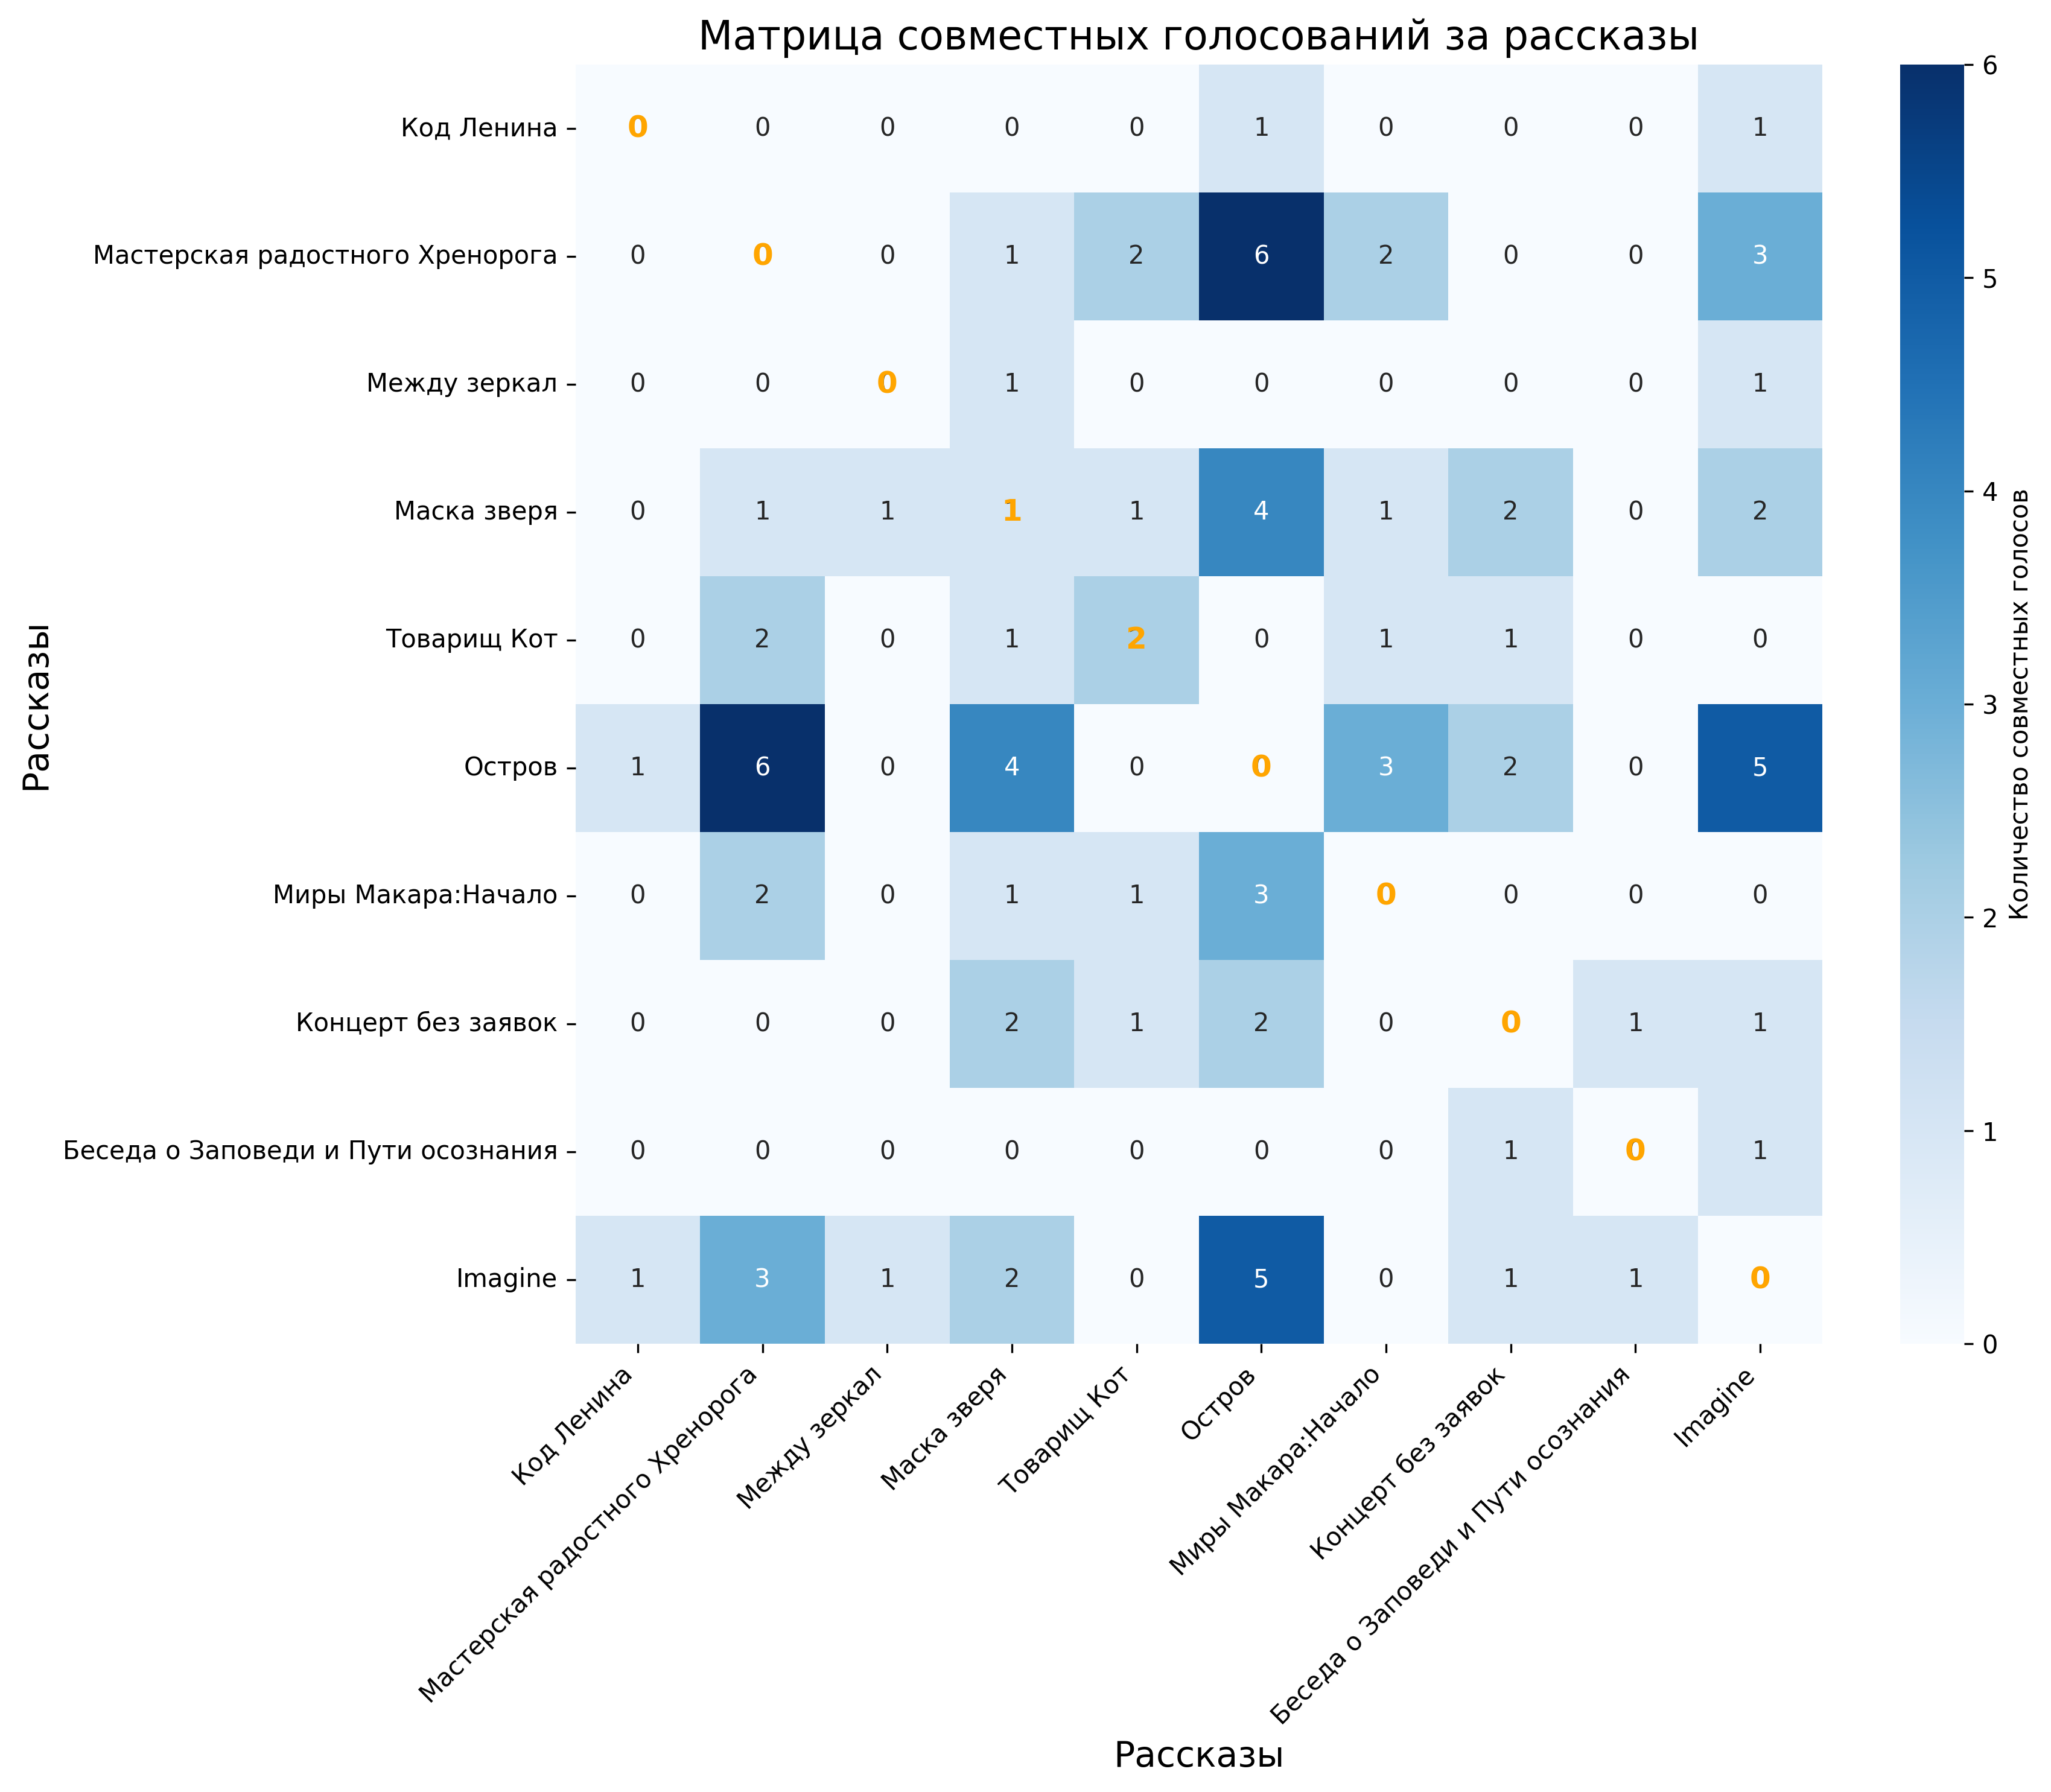 Матрица совместных голосований за рассказы
Код Ленина 0 0 0 0 0 1 0 0 0 1
Мастерская радостного Хренорога 0 0 0 1 2 6 2 0 0 3
Между зеркал 0 0 0 1 0 0 0 0 0 1
Маска зверя 0 1 1 1 1 4 1 2 0 2
Товарищ Кот 0 2 0 1 2 0 1 1 0 0
Остров 1 6 0 4 0 0 3 2 0 5
Миры Макара:Начало 0 2 0 1 1 3 0 0 0 0
Концерт без заявок 0 0 0 2 1 2 0 0 1 1
Беседа о Заповеди и Пути осознания 0 0 0 0 0 0 0 1 0 1
Imagine 1 3 1 2 0 5 0 1 1 0
Рассказы
Код Ленина
Мастерская радостного Хренорога
Между зеркал
Маска зверя
Товарищ Кот
Остров
Миры Макара:Начало
Концерт без заявок
Беседа о Заповеди и Пути осознания
Imagine
Рассказы
6
5
4
3
2
1
0
Количество совместных голосов